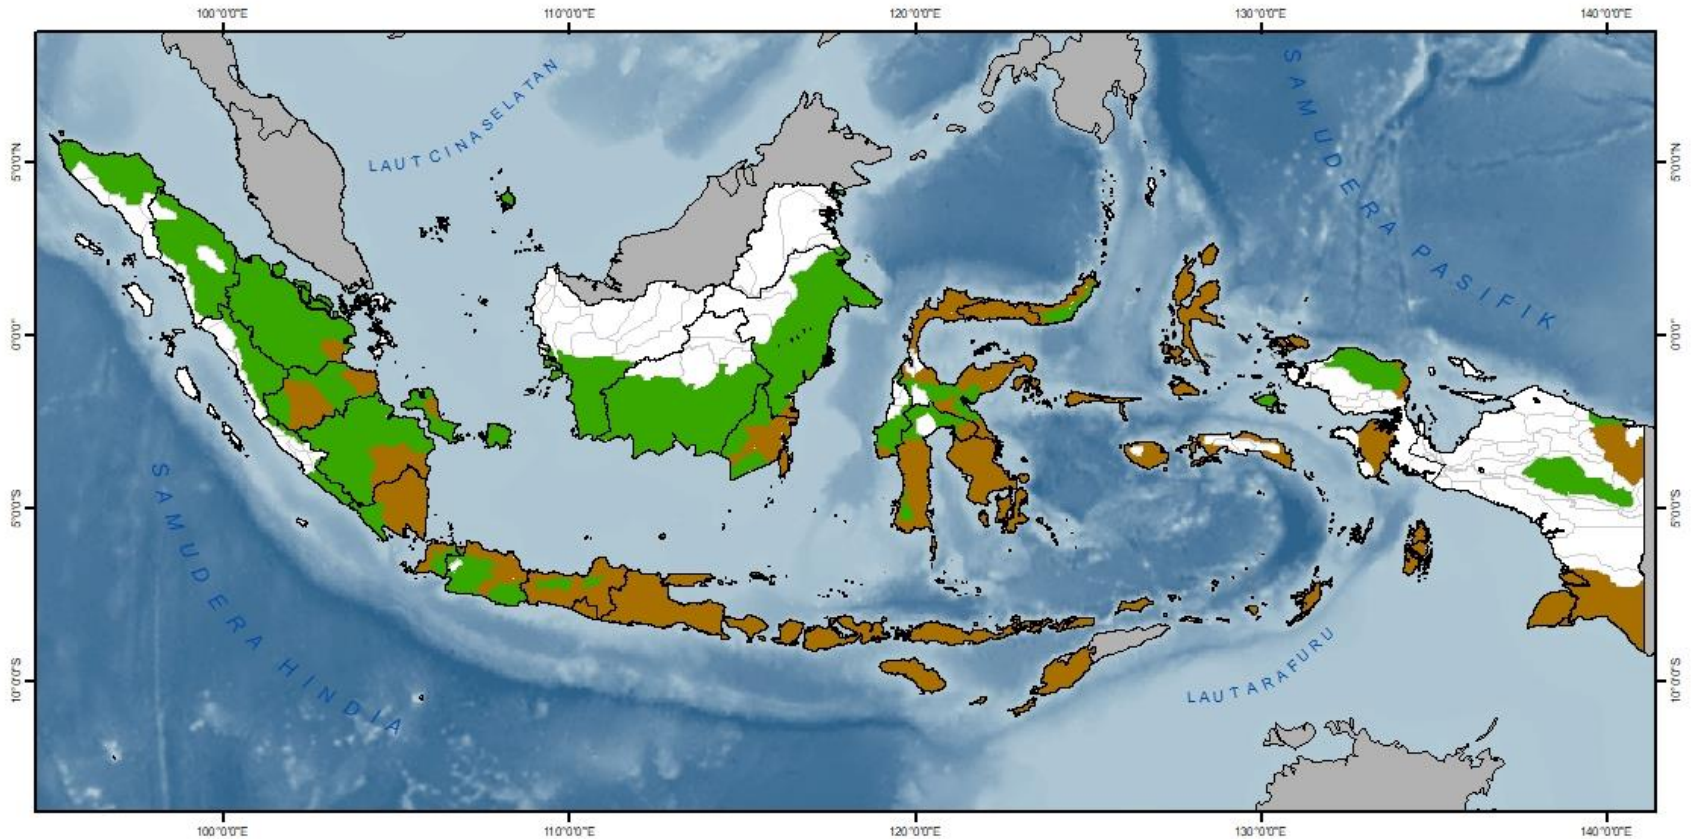 100°0'0"E 110°0'0"E 120°0'0"E 130°0'0"E 140°0'0"E
LAUT CINA SELATAN
SAMUDERA PASIFIK
5°0'0"N 5°0'0"N
0°0'0" 0°0'0"
5°0'0"S 5°0'0"S
SAMUDERA HINDIA
LAUT ARAFURU
10°0'0"S 10°0'0"S
100°0'0"E 110°0'0"E 120°0'0"E 130°0'0"E 140°0'0"E